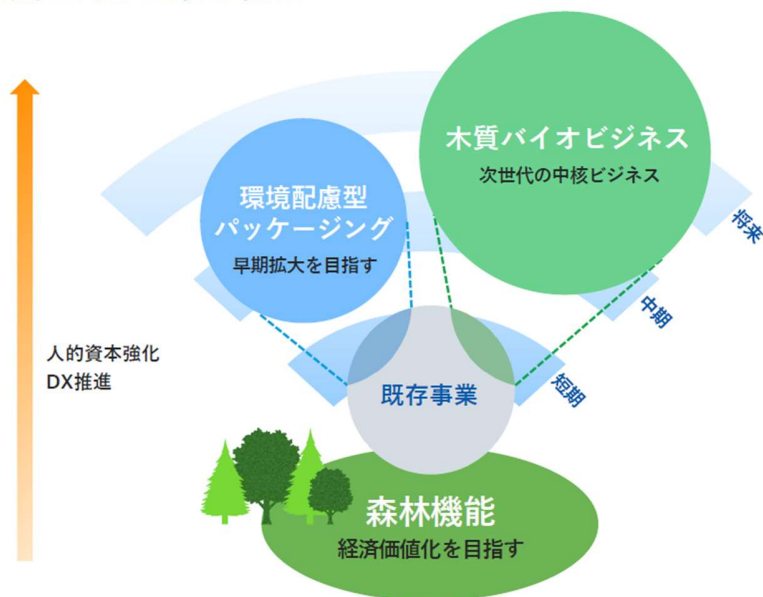 木質バイオビジネス
次世代の中核ビジネス
環境配慮型
パッケージング
早期拡大を目指す
将来
中期
短期
人的資本強化
DX推進
既存事業
森林機能
経済価値化を目指す